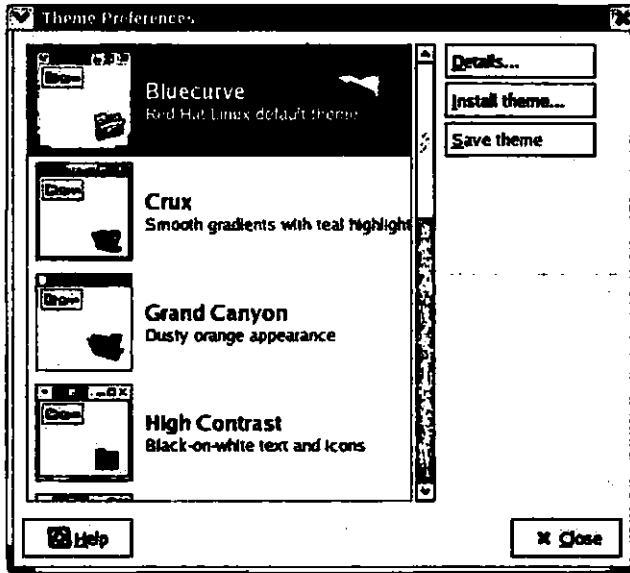 Theme Preferences
Bluecurve
Red Hat Linux default theme
Crux
Smooth gradients with teal highlight
Grand Canyon
Dusty orange appearance
High Contrast
Black-on-white text and icons
Details...
Install theme...
Save theme
Help
Close